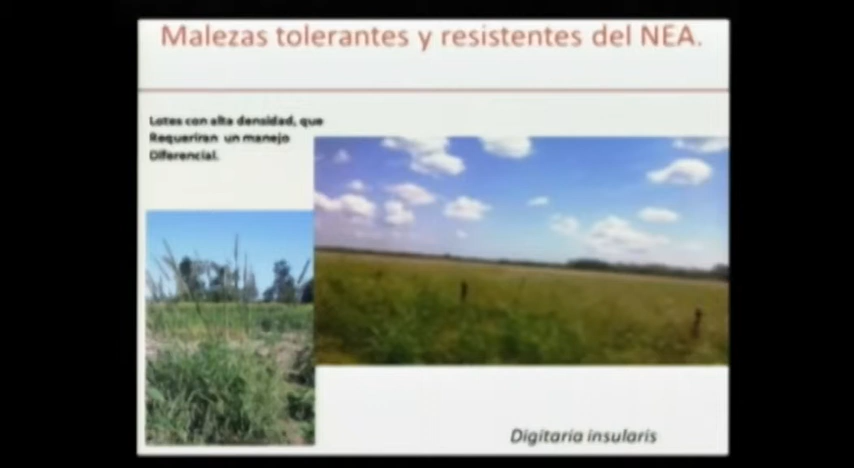 Malezas tolerantes y resistentes del NEA.
Lotes con alta densidad, que
Requeriran un manejo
Diferencial.
Digitaria insularis